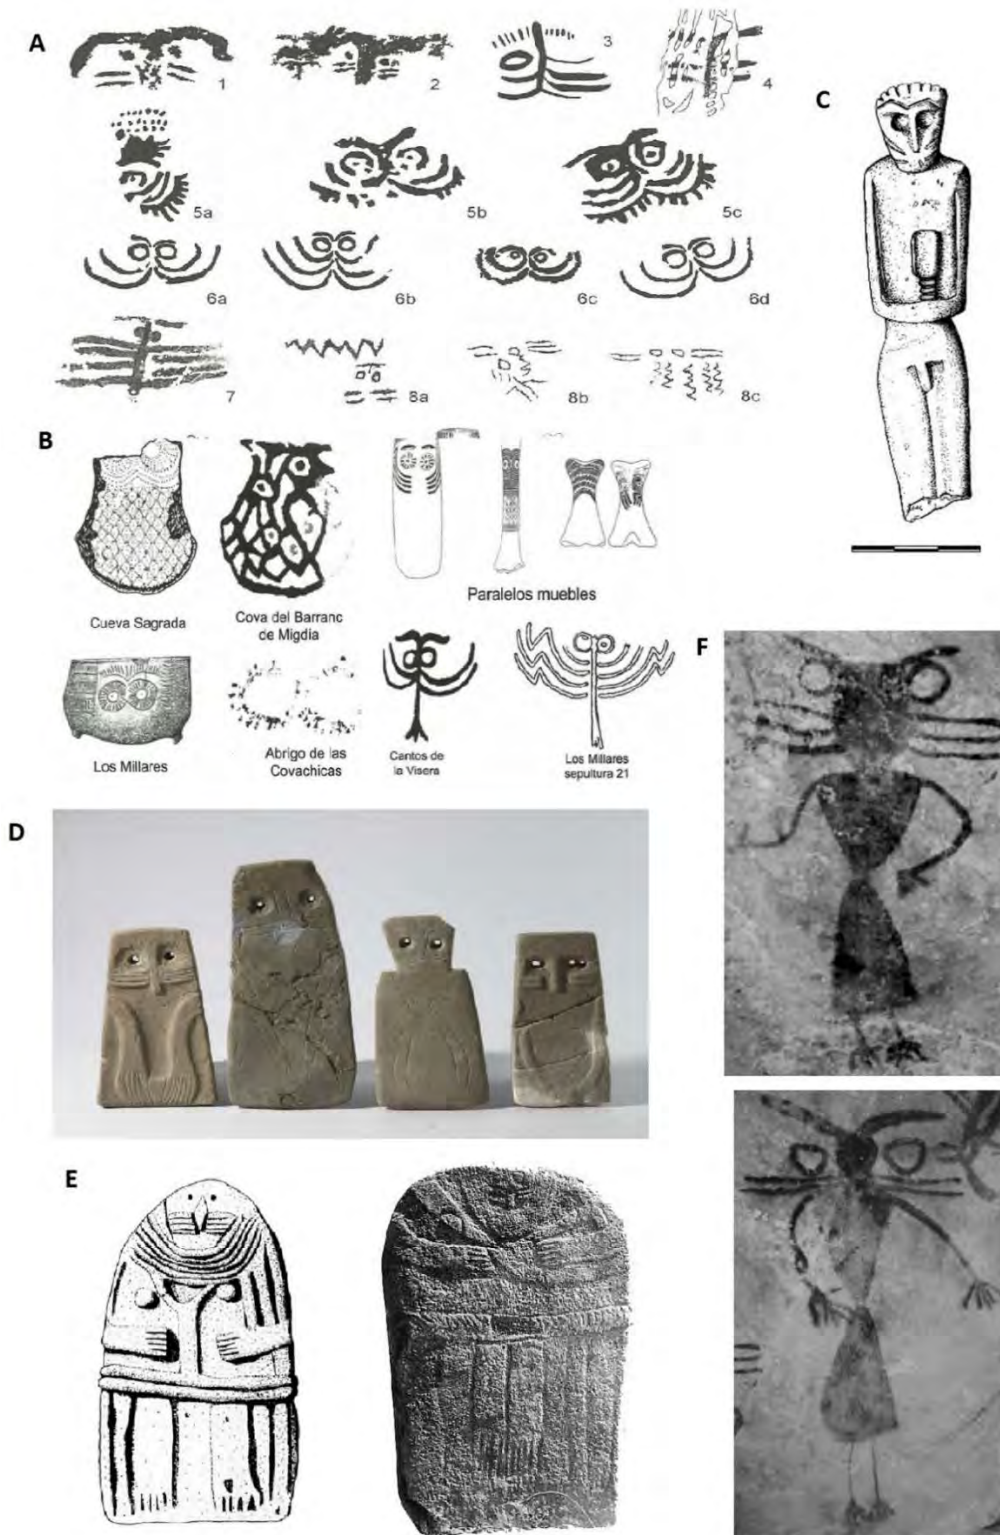 A
1
2
3
4
5a
5b
5c
6a
6b
6c
6d
7
8a
8b
8c
B
Cueva Sagrada
Cova del Barranc
de Migdia
Paralelos muebles
Los Millares
Abrigo de las
Covachicas
Cantos de
la Visera
Los Millares
sepultura 21
C
D
E
F